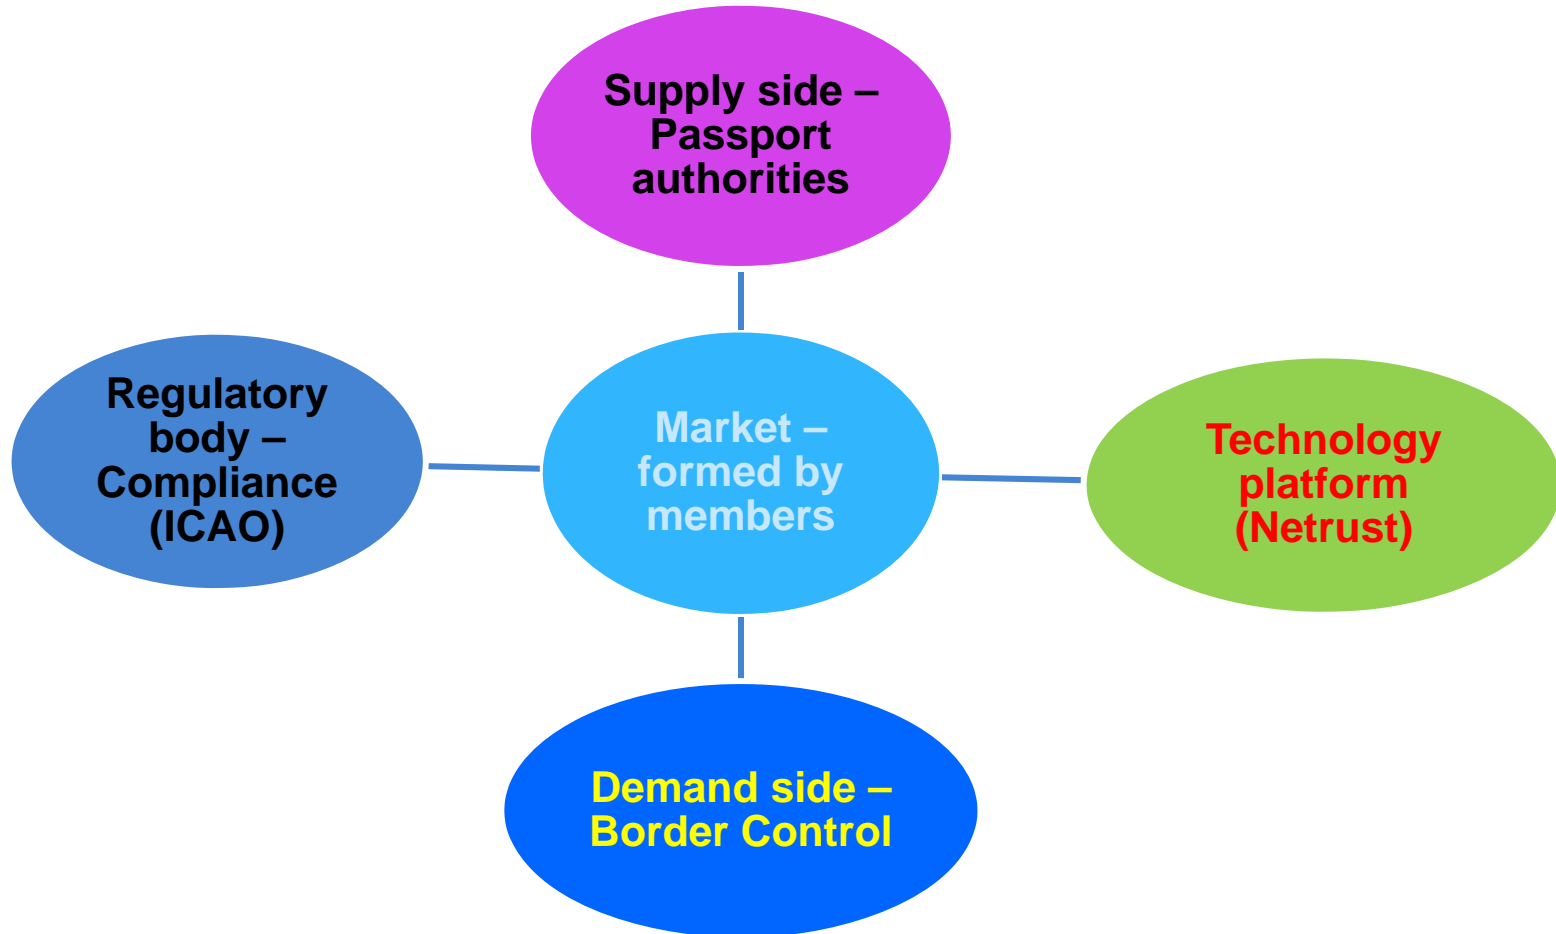 Supply side –
Passport
authorities
Regulatory
body –
Compliance
(ICAO)
Market –
formed by
members
Technology
platform
(Netrust)
Demand side –
Border Control